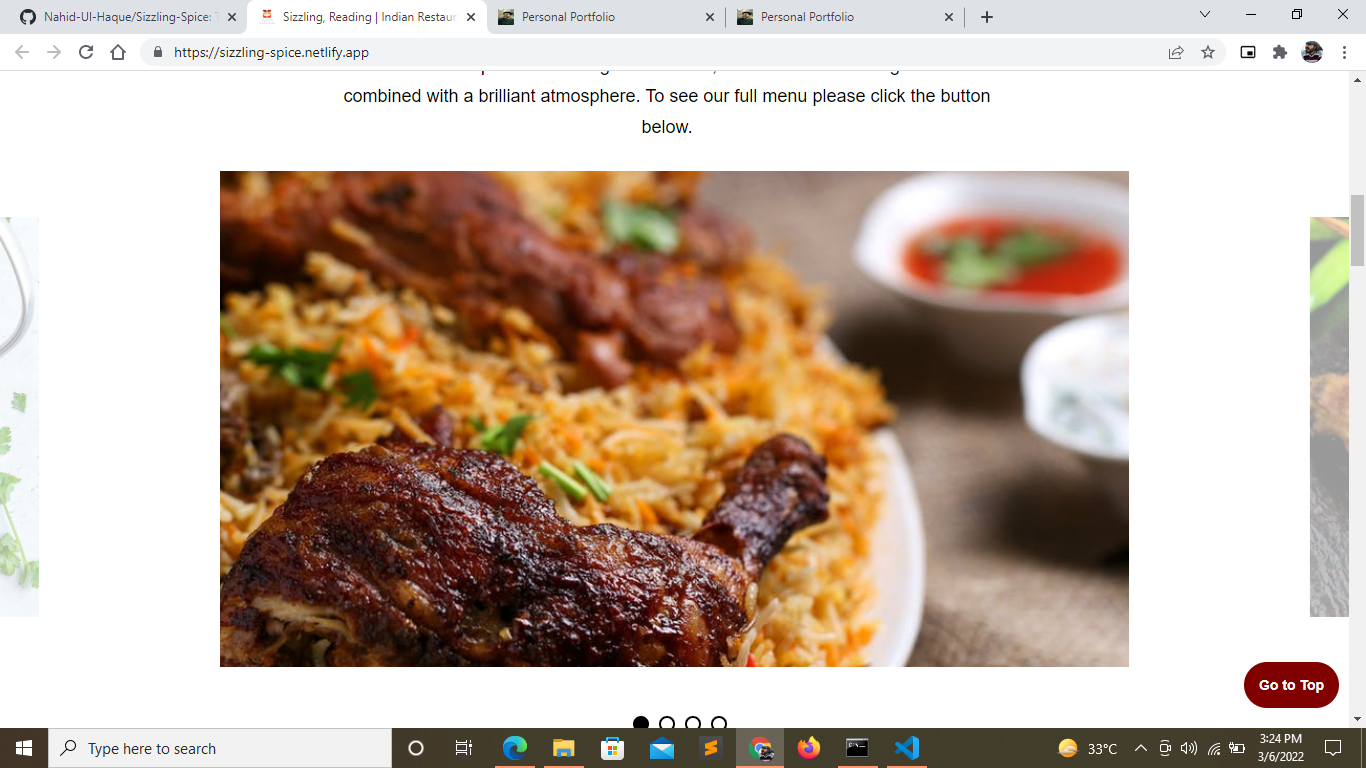 Nahid-Ul-Haque/Sizzling-Spice: T
Sizzling, Reading | Indian Restaur
Personal Portfolio
Personal Portfolio
https://sizzling-spice.netlify.app
combined with a brilliant atmosphere. To see our full menu please click the button
below.
Go to Top
Type here to search
33°C
3:24 PM
3/6/2022